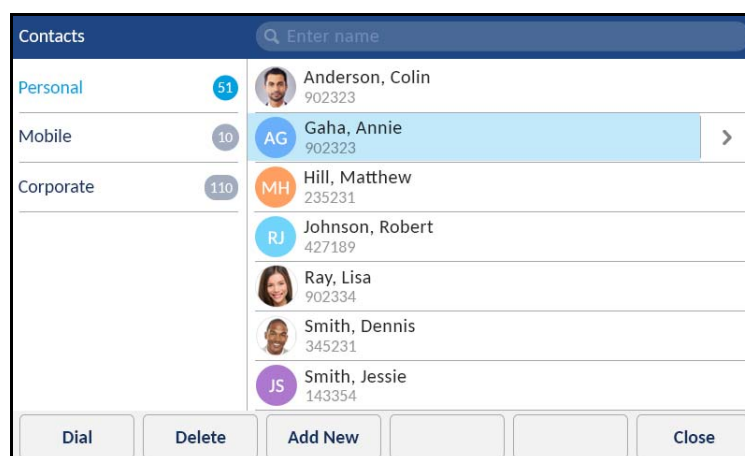 Contacts
Enter name
Personal 51
Mobile 10
Corporate 110
Anderson, Colin
902323
AG
Gaha, Annie
902323
MH
Hill, Matthew
235231
RJ
Johnson, Robert
427189
Ray, Lisa
902334
Smith, Dennis
345231
JS
Smith, Jessie
143354
Dial Delete Add New Close